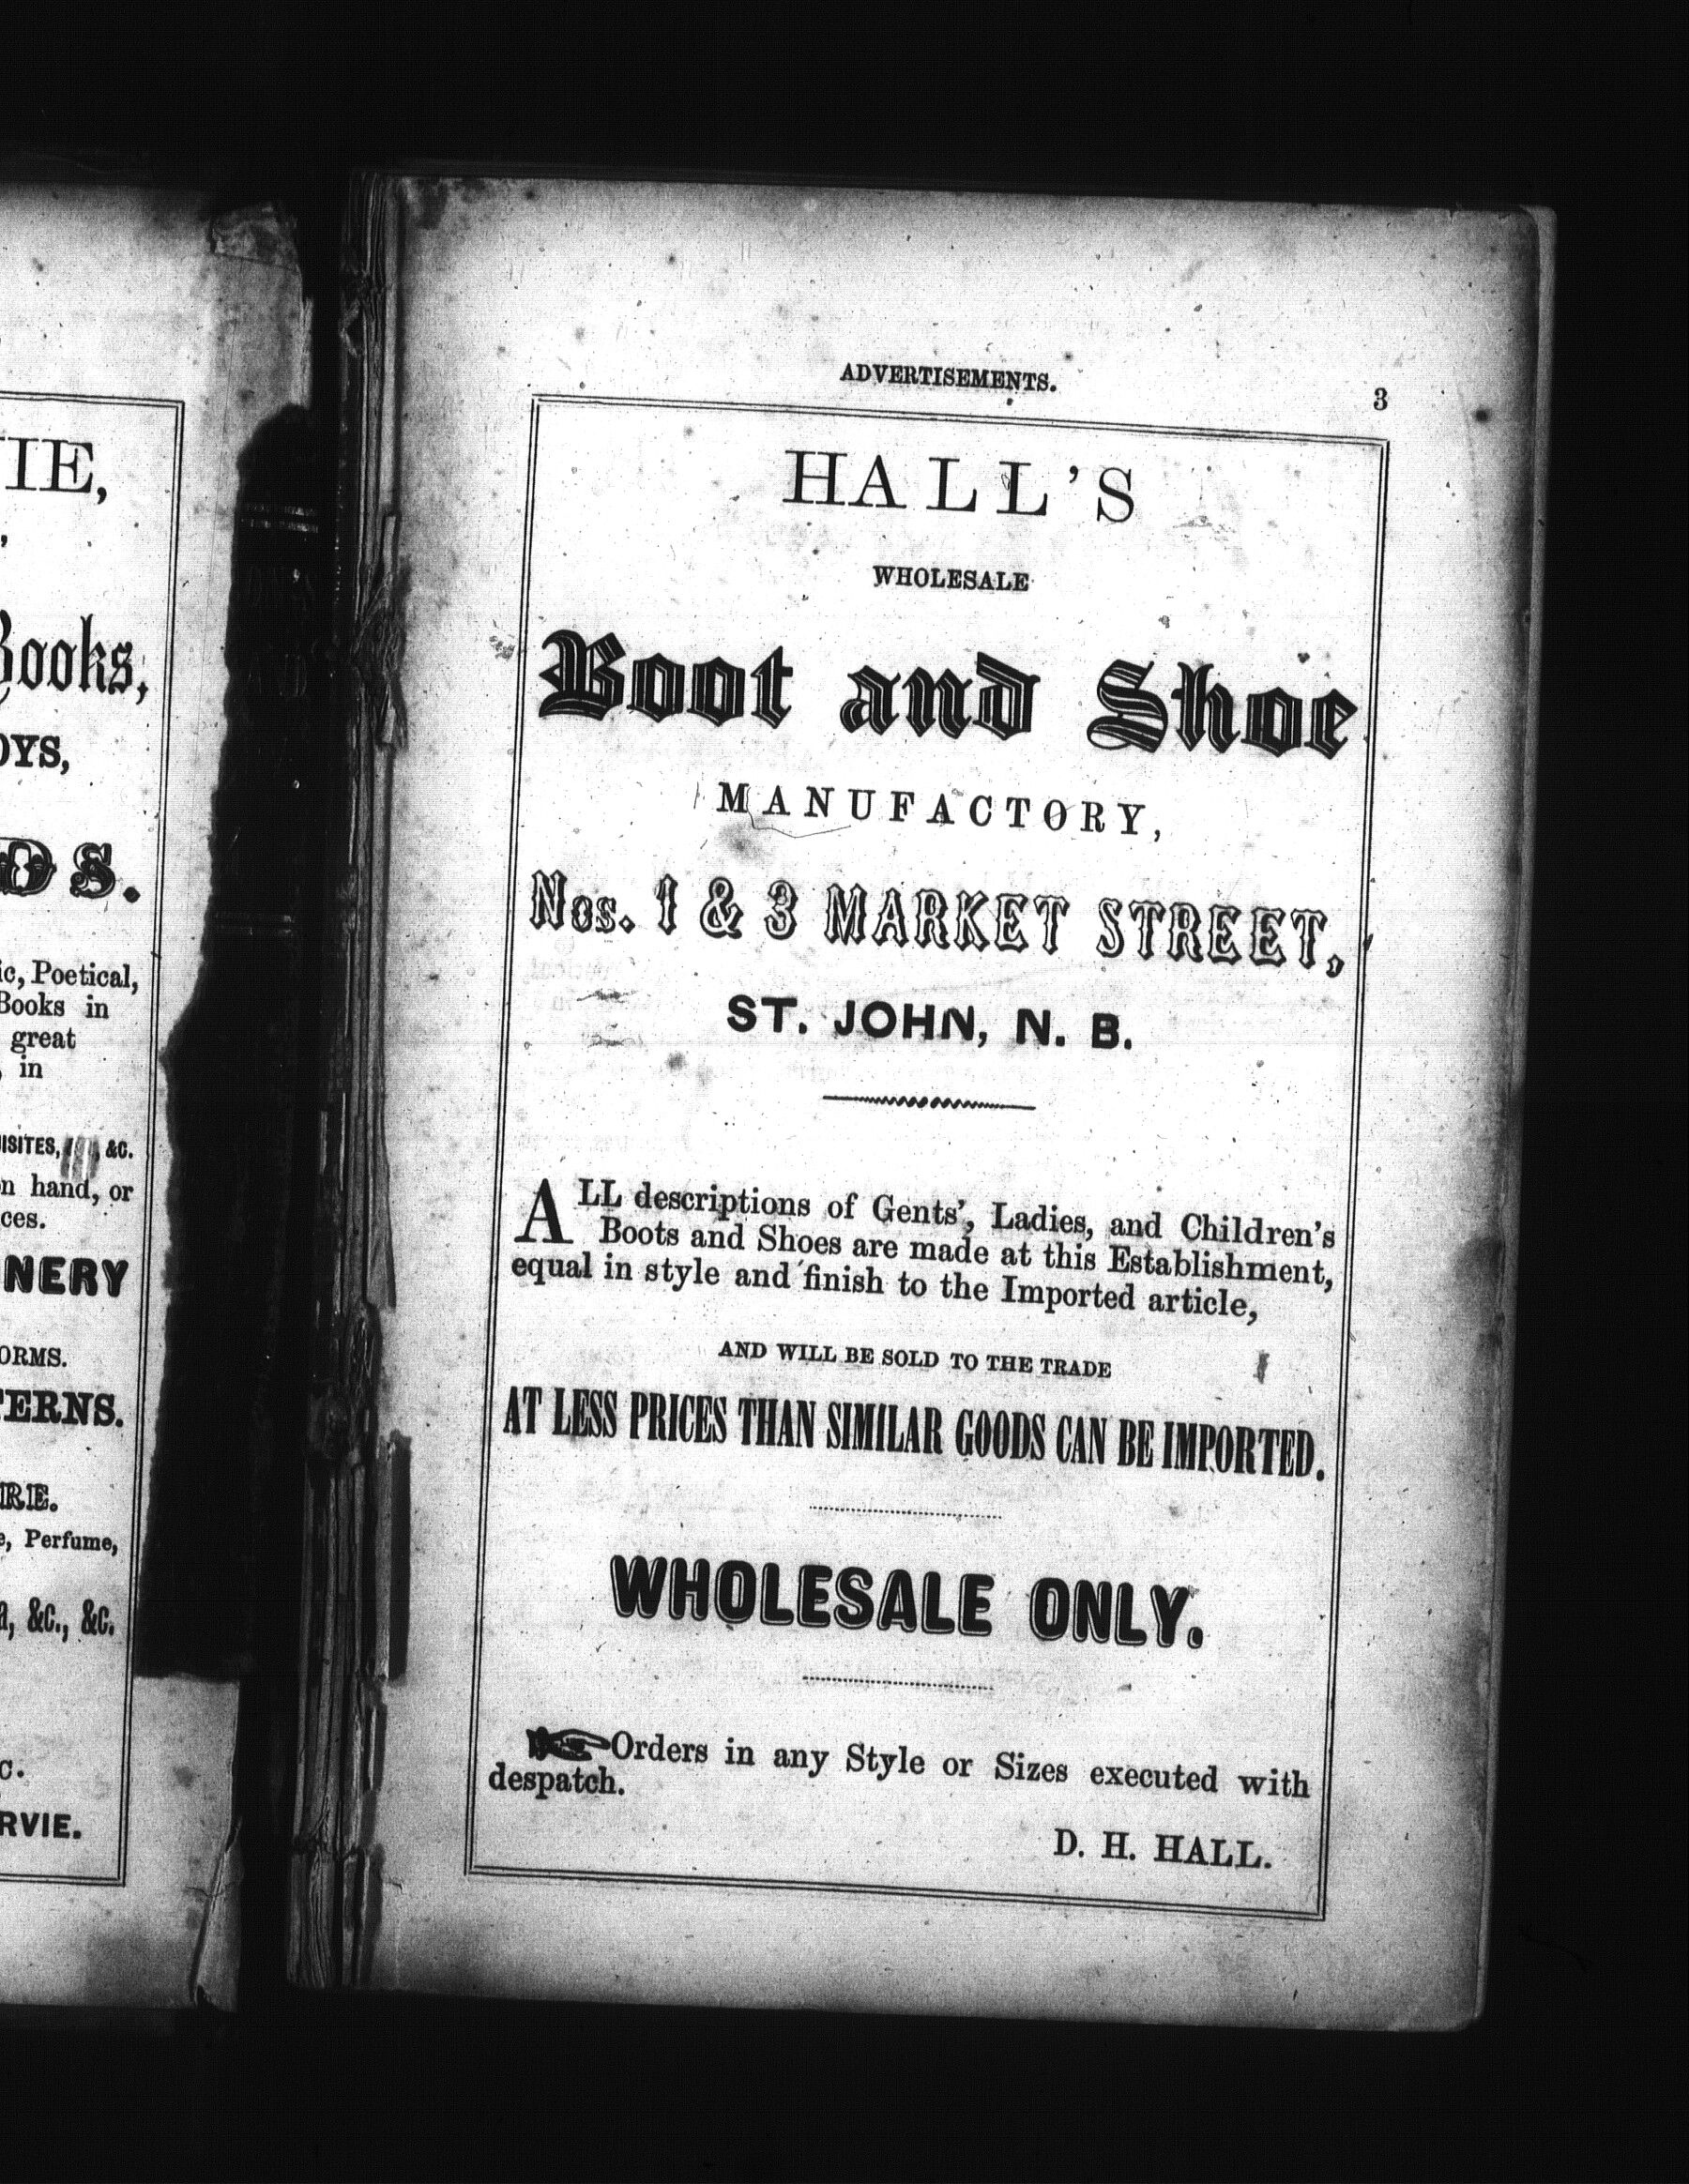 IE,
,
Books,
OYS,
DS.
ic, Poetical,
Books in
great
, in
ISITES, &C.
n hand, or
ces.
NERY
ORMS.
TERNS.
RIE.
e, Perfume,
a, &c., &c.
C.
RVIE.
ADVERTISEMENTS. 3
HALL'S
WHOLESALE
Boot and Shoe
MANUFACTORY,
Nos. 1 & 3 MARKET STREET,
ST. JOHN, N. B.
ALL descriptions of Gents', Ladies, and Children's
Boots and Shoes are made at this Establishment,
equal in style and finish to the Imported article,
AND WILL BE SOLD TO THE TRADE
AT LESS PRICES THAN SIMILAR GOODS CAN BE IMPORTED.
WHOLESALE ONLY.
☞Orders in any Style or Sizes executed with
despatch.
D. H. HALL.